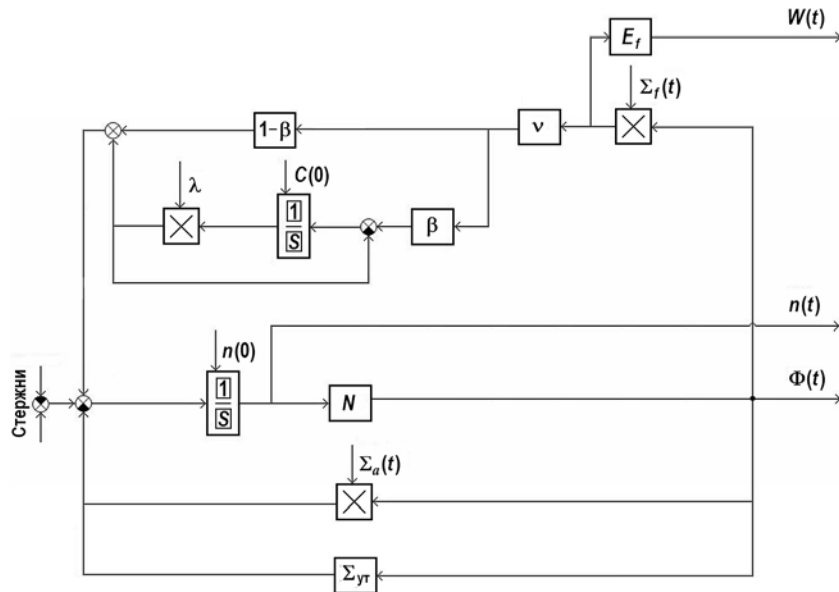 W(t)
E_f
Σ_f(t)
1−β
ν
C(0)
λ
1
S
β
n(t)
n(0)
Φ(t)
Стержни
1
S
N
Σ_a(t)
Σ_ут